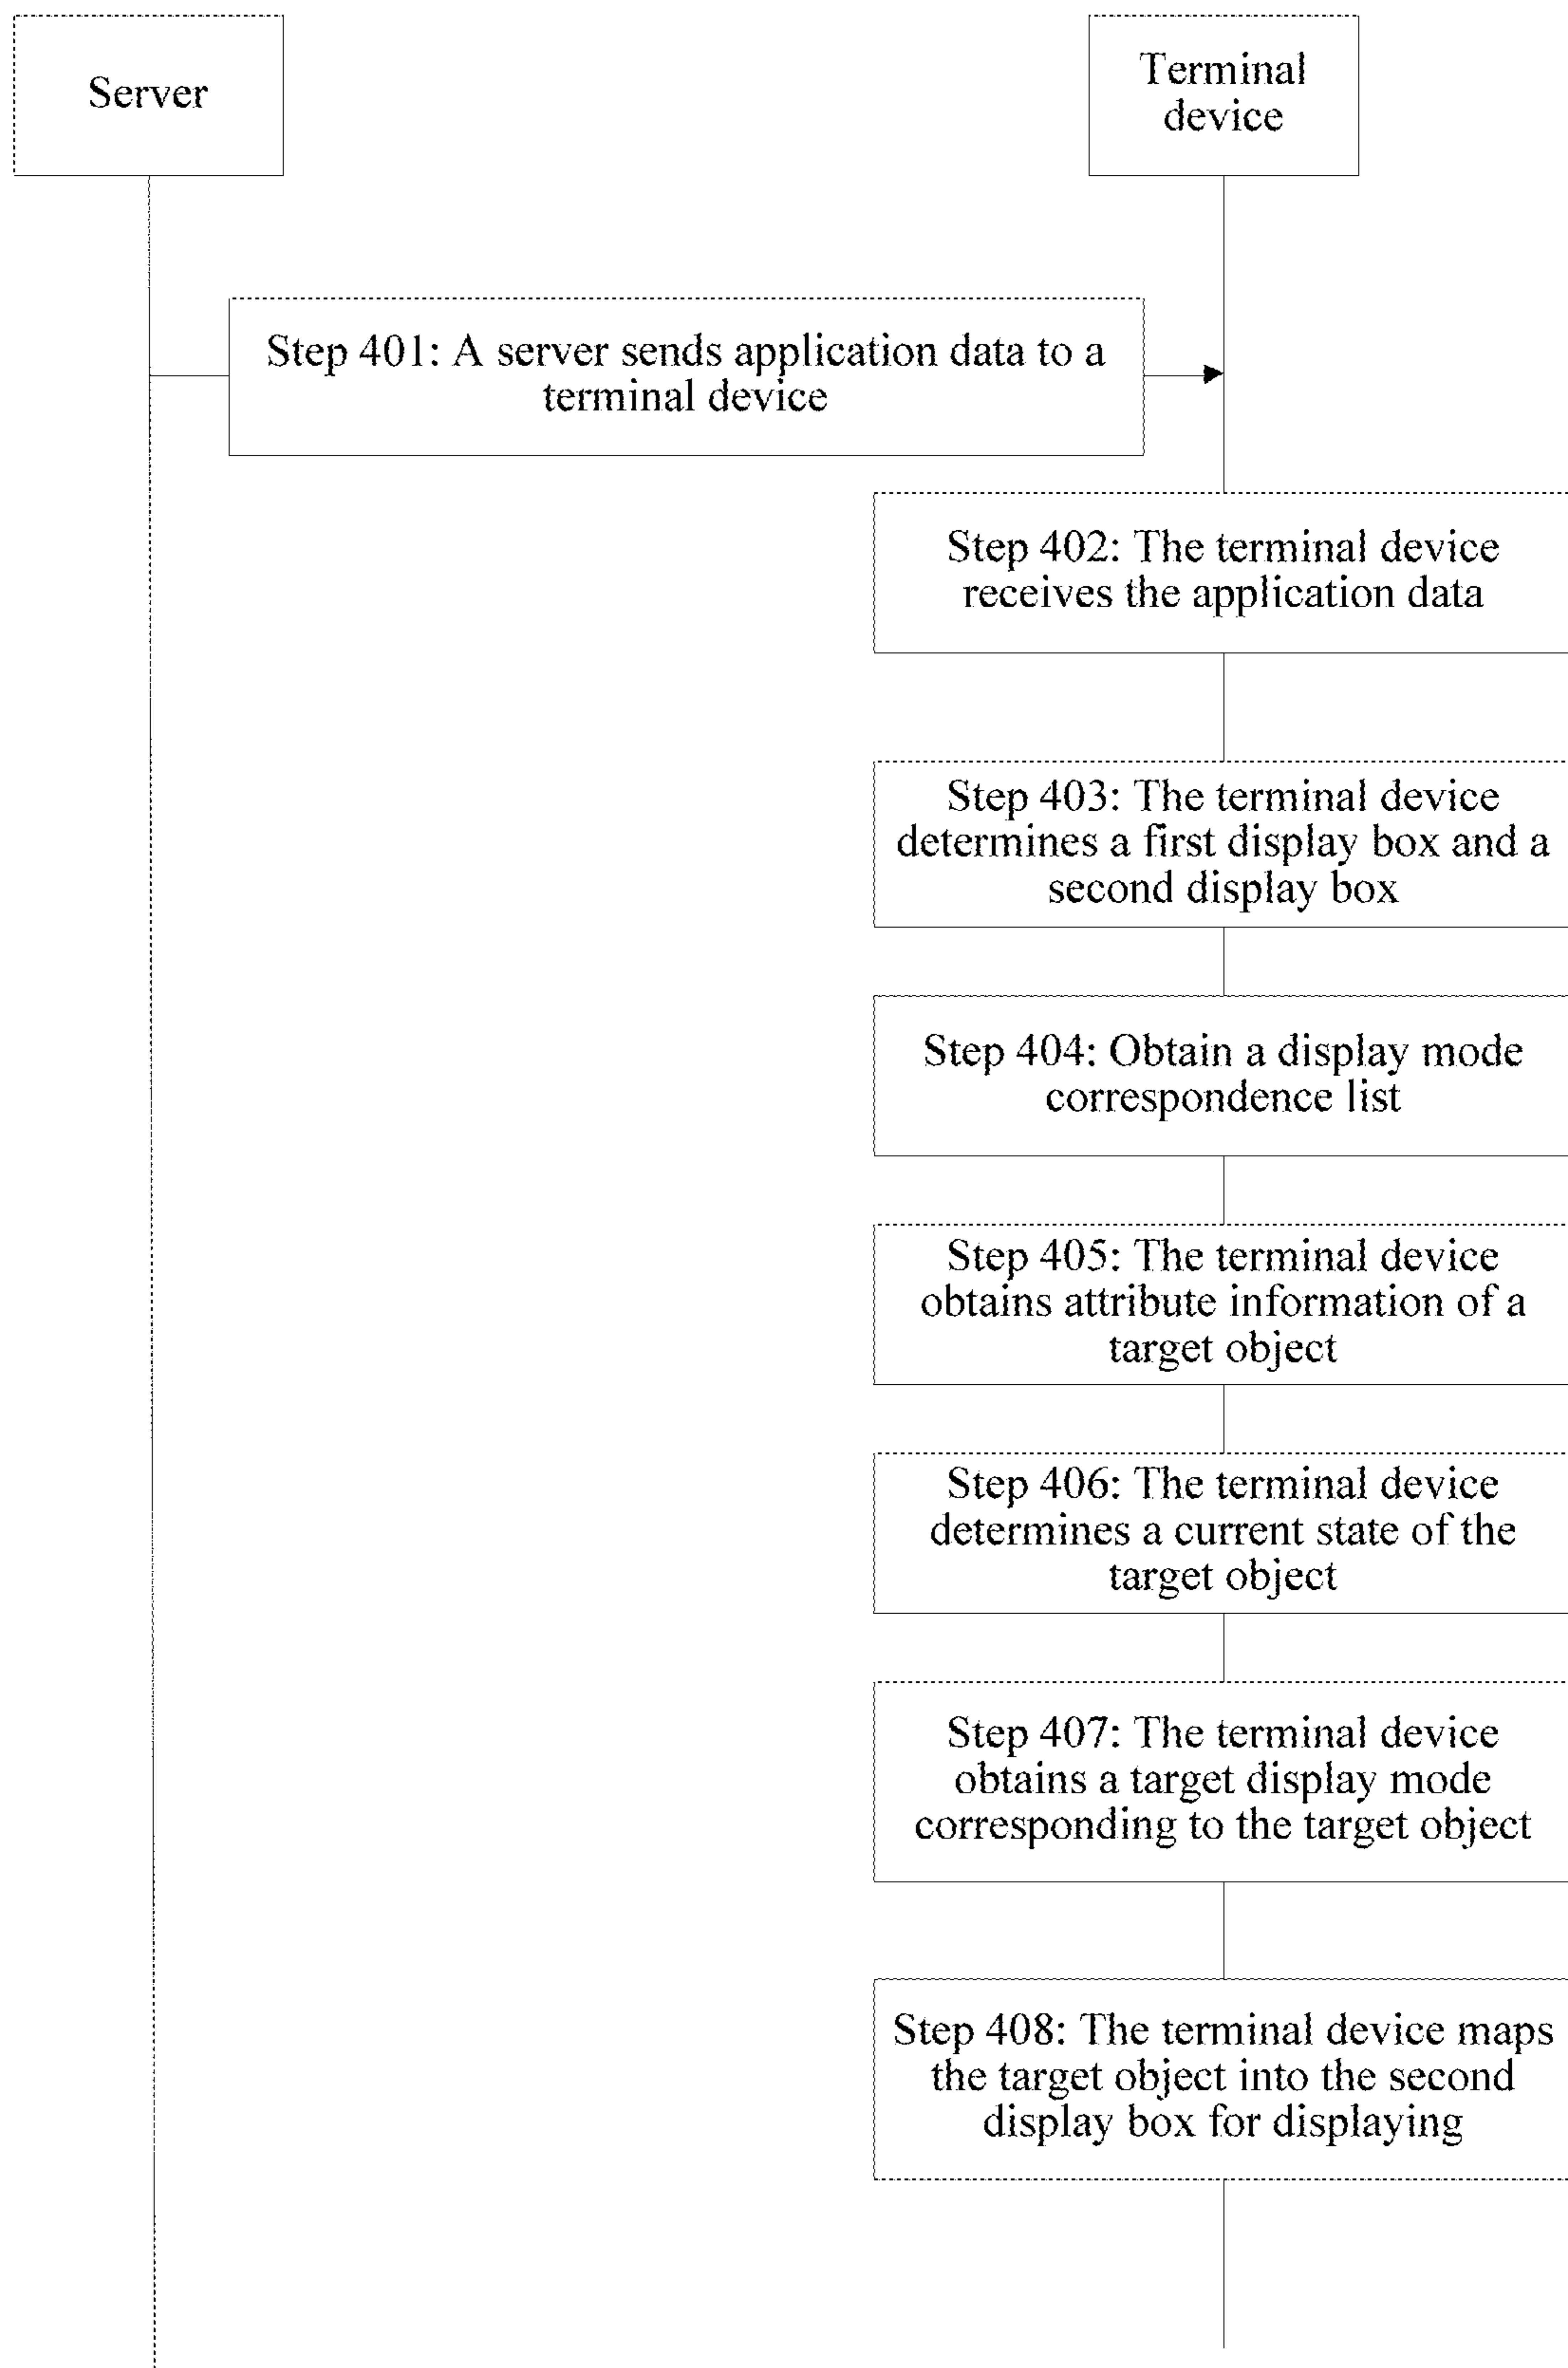 Server
Terminal
device
Step 401: A server sends application data to a
terminal device
Step 402: The terminal device
receives the application data
Step 403: The terminal device
determines a first display box and a
second display box
Step 404: Obtain a display mode
correspondence list
Step 405: The terminal device
obtains attribute information of a
target object
Step 406: The terminal device
determines a current state of the
target object
Step 407: The terminal device
obtains a target display mode
corresponding to the target object
Step 408: The terminal device maps
the target object into the second
display box for displaying